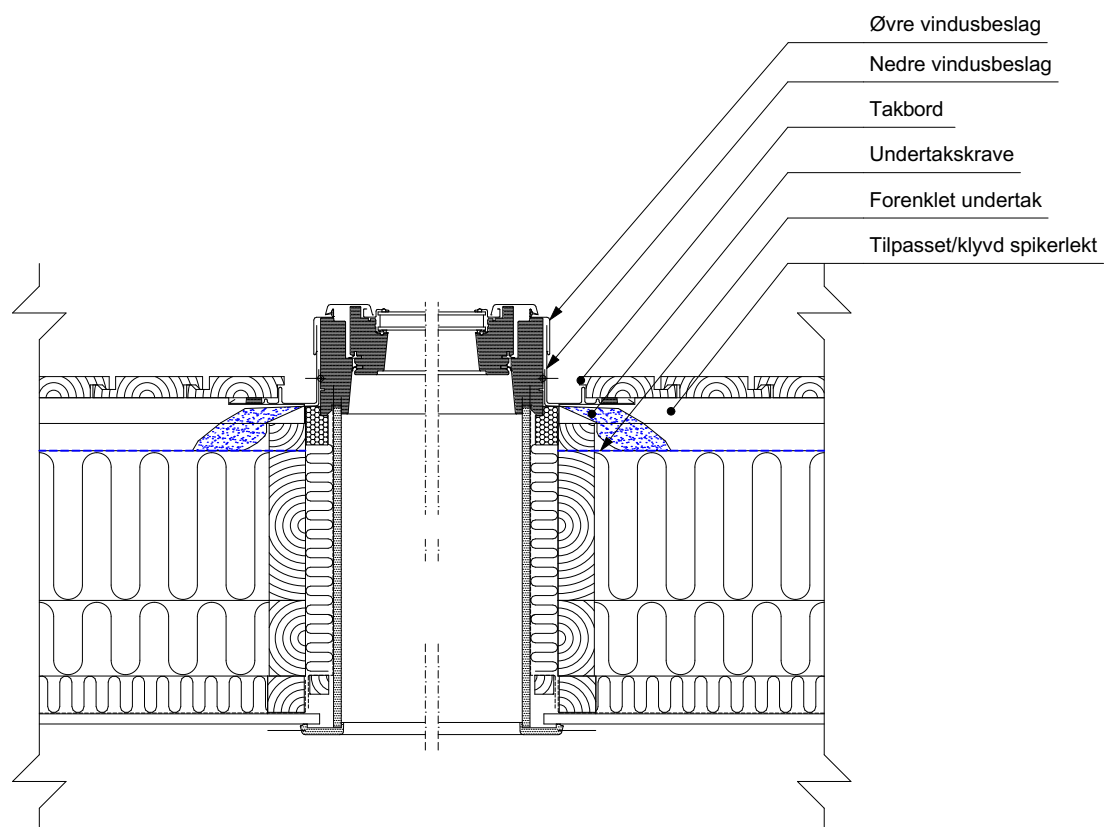 Øvre vindusbeslag
Nedre vindusbeslag
Takbord
Undertakskrave
Forenklet undertak
Tilpasset/klyvd spikerlekt